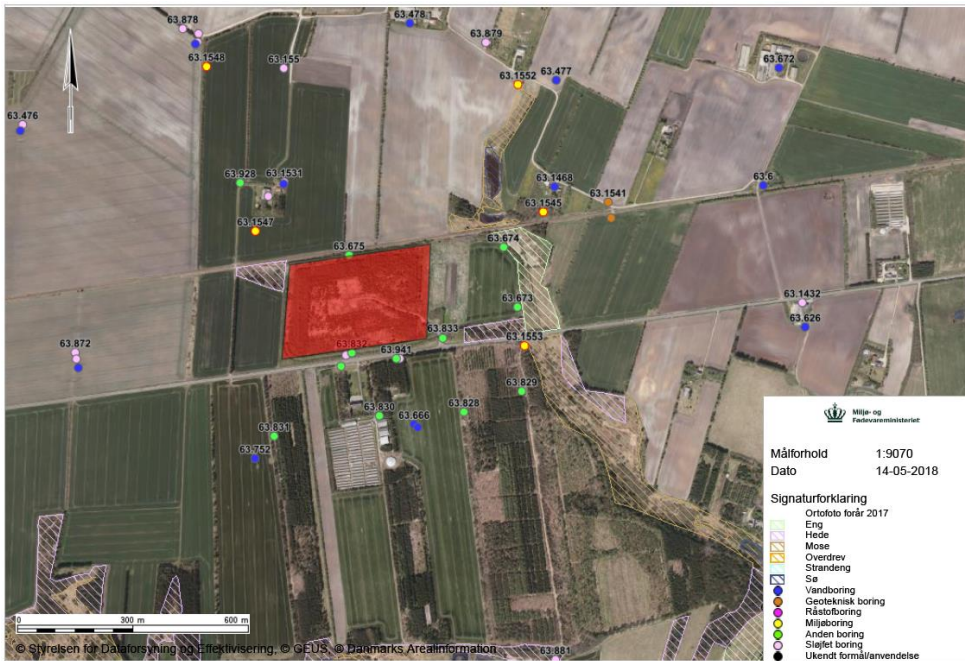 63.878
63.478
63.879
63.1548
63.155
63.1552
63.477
63.672
63.476
63.928
63.1531
63.1468
63.6
63.1541
63.1545
63.1547
63.675
63.674
63.673
63.1432
63.626
63.833
63.872
63.832
63.941
63.1553
63.829
63.830
63.828
63.666
63.831
63.752
63.881
0 300 m 600 m
© Styrelsen for Dataforsyning og Effektivisering, © GEUS, © Danmarks Arealinformation
Miljø- og
Fødevareministeriet
Målforhold 1:9070
Dato 14-05-2018
Signaturforklaring
Ortofoto forår 2017
Eng
Hede
Mose
Overdrev
Strandeng
Sø
Vandboring
Geoteknisk boring
Råstofboring
Miljøboring
Anden boring
Sløjfet boring
Ukendt formål/anvendelse